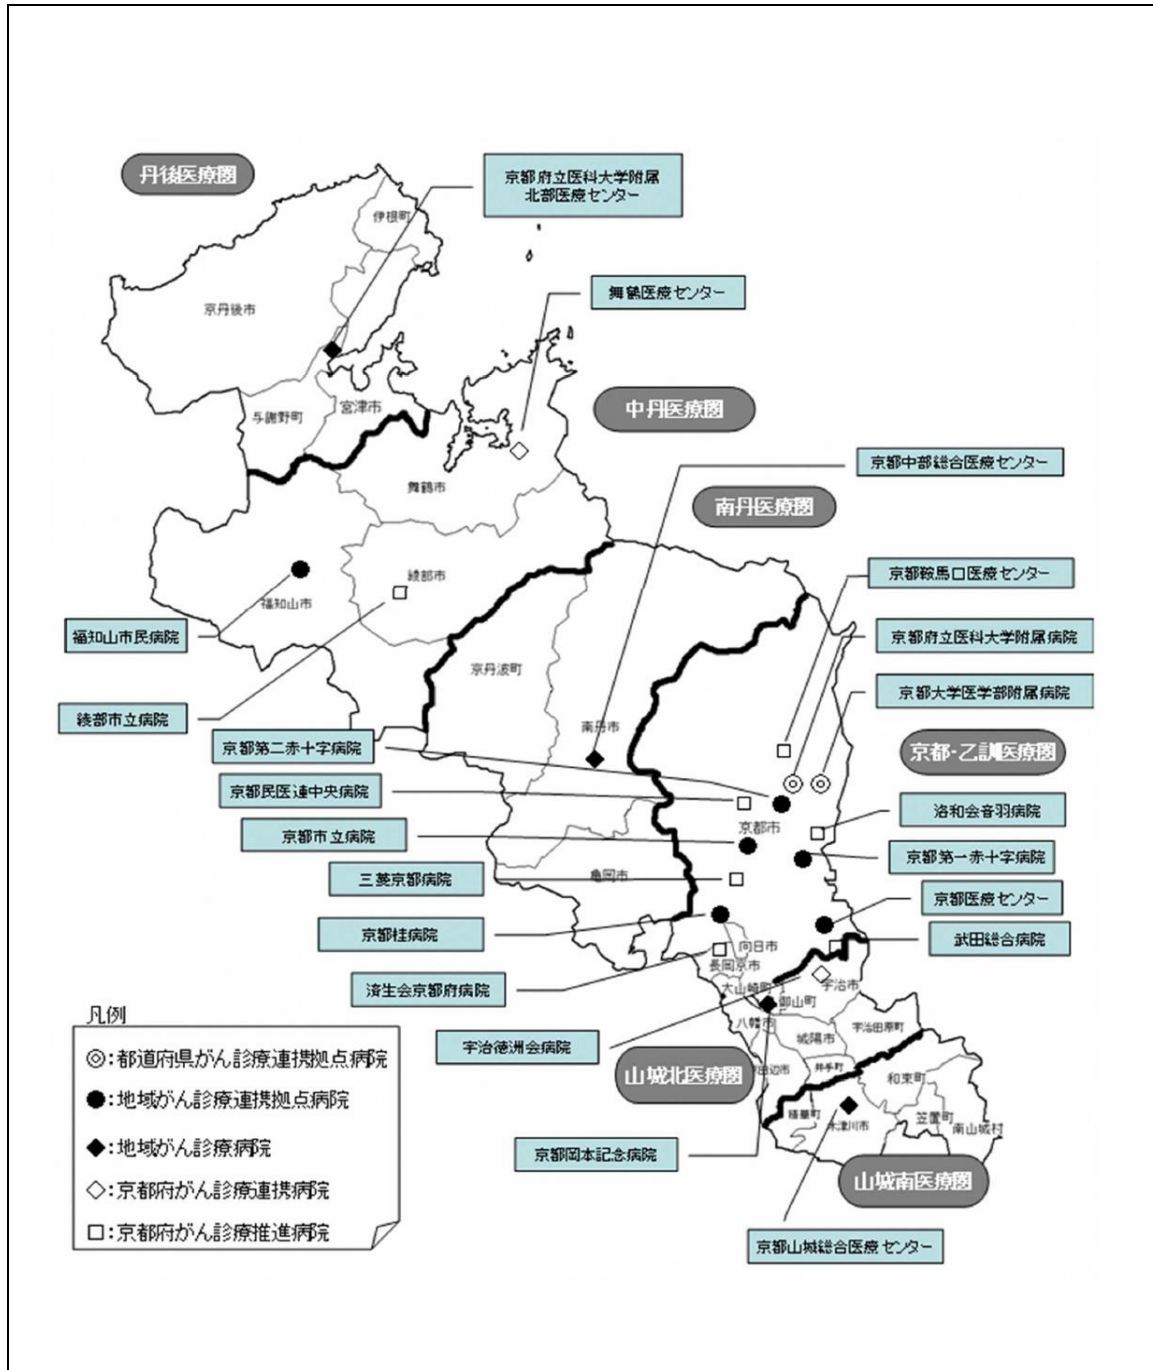 丹後医療圏
京都府立医科大学附属
北部医療センター
伊根町
舞鶴医療センター
京丹後市
中丹医療圏
与謝野町
宮津市
京都中部総合医療センター
舞鶴市
南丹医療圏
京都鞍馬口医療センター
綾部市
福知山市
福知山市民病院
京都府立医科大学附属病院
京丹波町
京都大学医学部附属病院
綾部市立病院
南丹市
京都第二赤十字病院
京都・乙訓医療圏
京都民医連中央病院
洛和会音羽病院
京都市
京都市立病院
京都第一赤十字病院
三菱京都病院
亀岡市
京都医療センター
京都桂病院
武田総合病院
向日市
長岡京市
済生会京都府病院
大山崎町
宇治市
御山町
八幡市
宇治田原町
城陽市
宇治徳洲会病院
山城北医療圏
田辺市
井手町
和束町
精華町
木津川市
笠置町
南山城村
京都岡本記念病院
山城南医療圏
京都山城総合医療センター
凡例
◎:都道府県がん診療連携拠点病院
●:地域がん診療連携拠点病院
◆:地域がん診療病院
◇:京都府がん診療連携病院
□:京都府がん診療推進病院